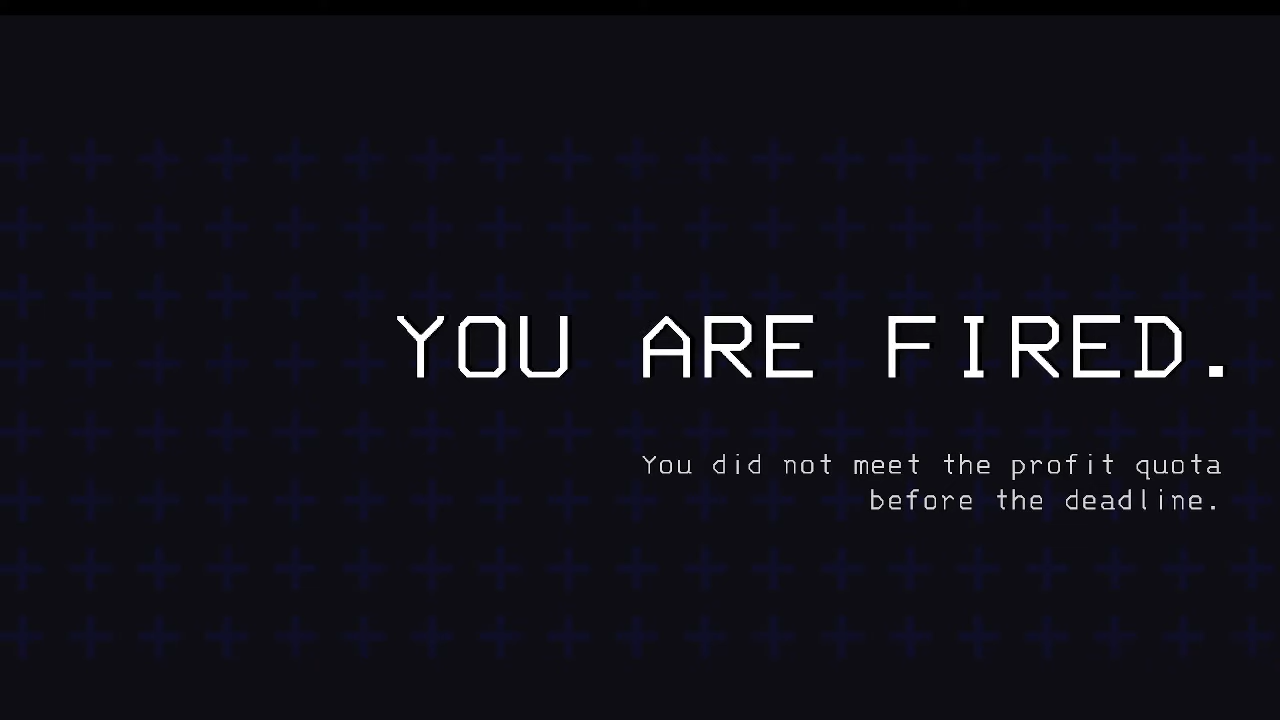 YOU ARE FIRED.
You did not meet the profit quota
before the deadline.